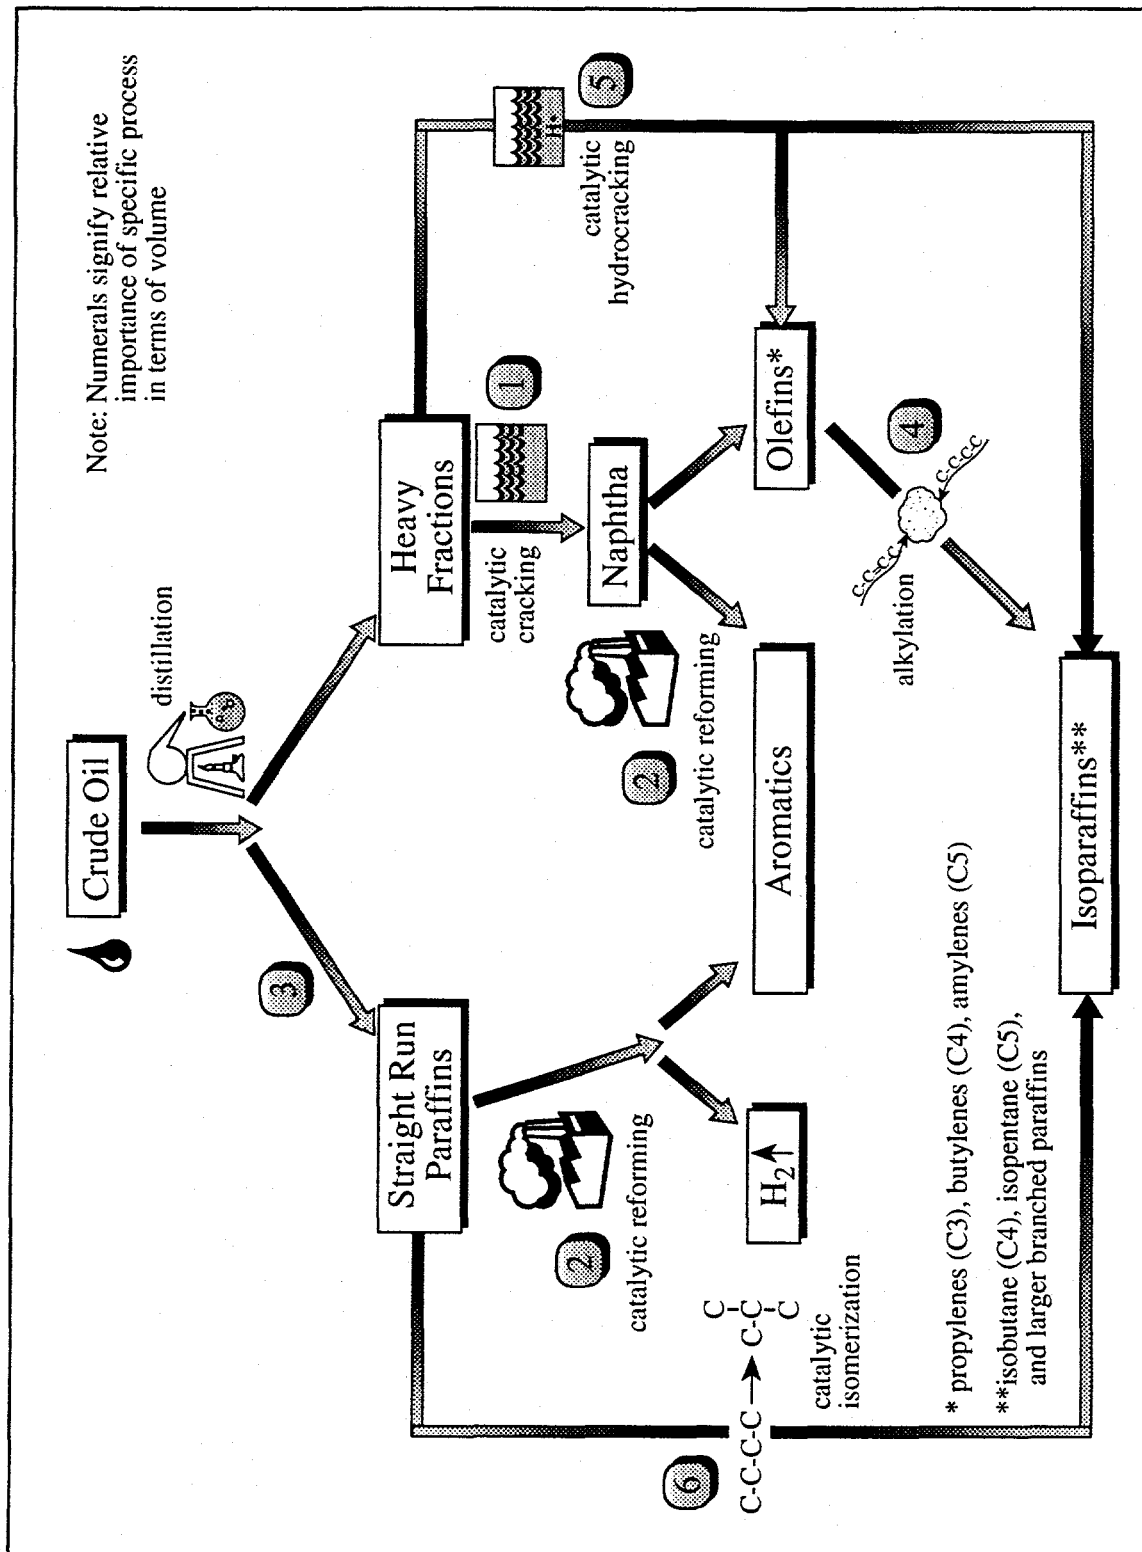 Note: Numerals signify relative
importance of specific process
in terms of volume
Crude Oil
distillation
3
Straight Run
Paraffins
Heavy
Fractions
catalytic
cracking
1
H+
5
catalytic
hydrocracking
2
catalytic reforming
2
catalytic reforming
Naphtha
6
C-C-C-C
C
C-C
C
catalytic
isomerization
H2
Aromatics
Olefins*
4
C-C=C-C
C-C-C-C
alkylation
Isoparaffins**
* propylenes (C3), butylenes (C4), amylenes (C5)
**isobutane (C4), isopentane (C5),
and larger branched paraffins